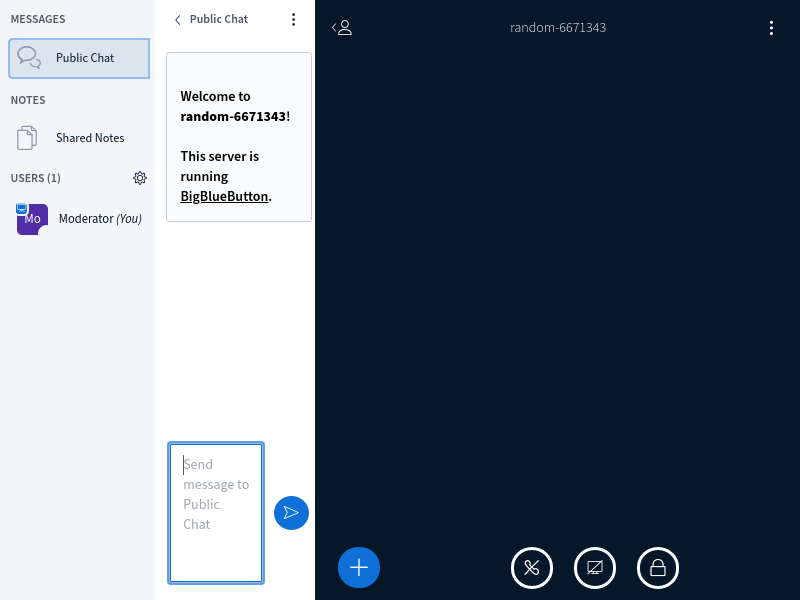 MESSAGES
Public Chat
NOTES
Shared Notes
USERS (1)
Mo
Moderator (You)
Public Chat
Welcome to
random-6671343!
This server is
running
BigBlueButton.
Send
message to
Public
Chat
random-6671343